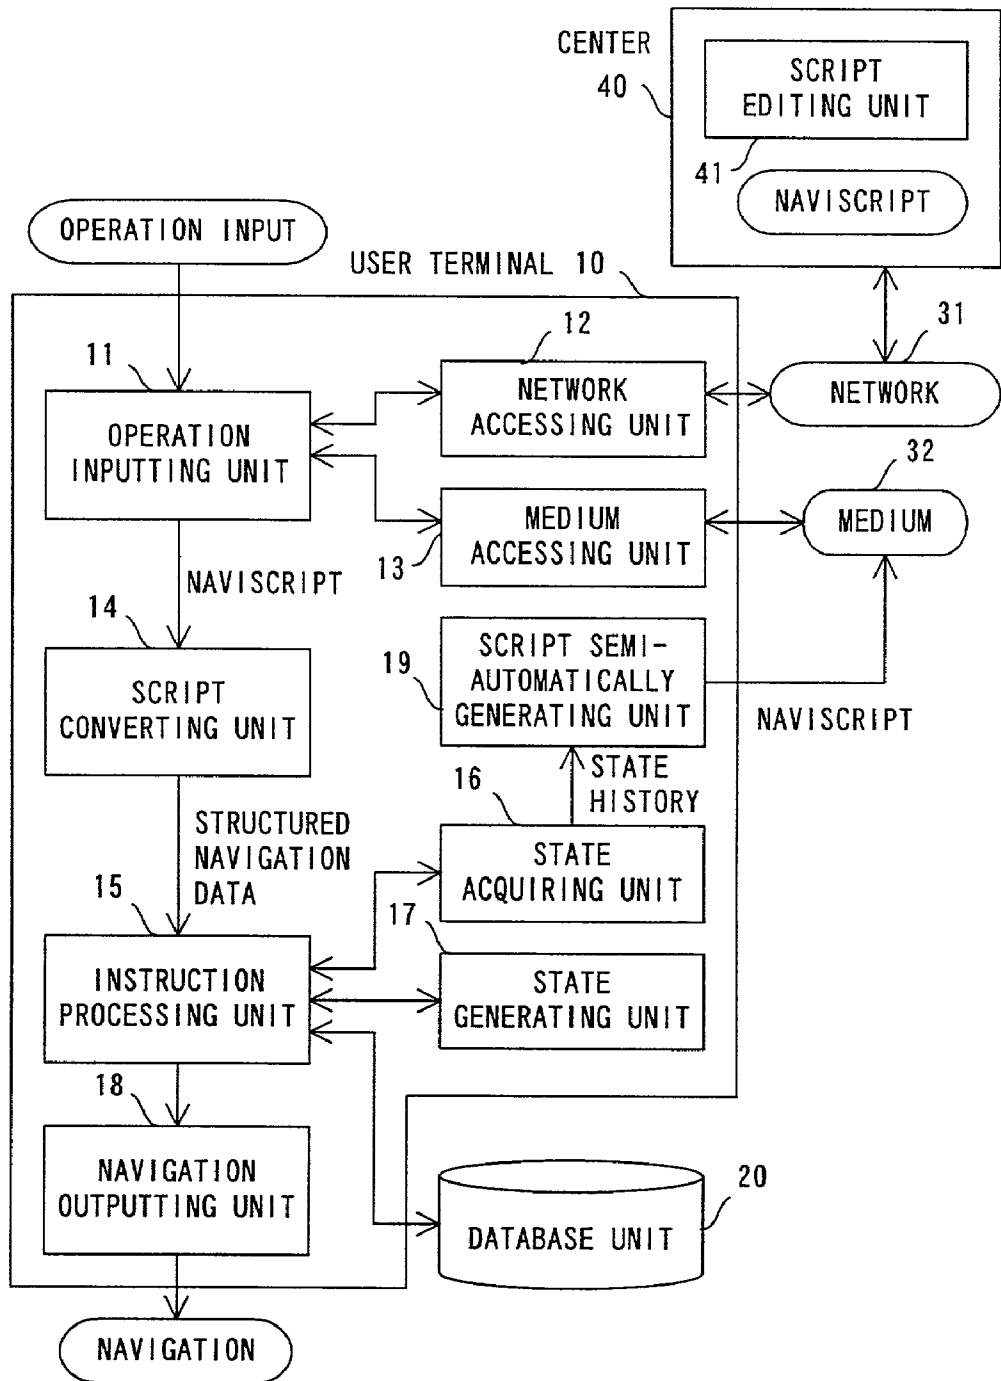 CENTER
40
SCRIPT
EDITING UNIT
41
NAVISCRIPT
OPERATION INPUT
USER TERMINAL 10
31
NETWORK
11
OPERATION
INPUTTING UNIT
12
NETWORK
ACCESSING UNIT
32
MEDIUM
13
MEDIUM
ACCESSING UNIT
NAVISCRIPT
14
SCRIPT
CONVERTING UNIT
19
SCRIPT SEMI-
AUTOMATICALLY
GENERATING UNIT
NAVISCRIPT
STATE
HISTORY
16
STATE
ACQUIRING UNIT
STRUCTURED
NAVIGATION
DATA
15
INSTRUCTION
PROCESSING UNIT
17
STATE
GENERATING UNIT
18
NAVIGATION
OUTPUTTING UNIT
20
DATABASE UNIT
NAVIGATION